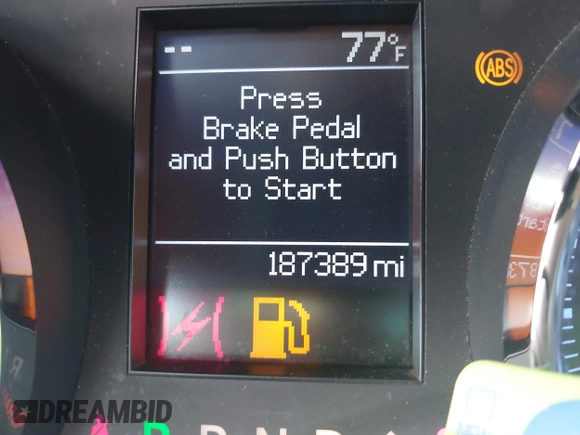 -- 77°F
ABS
Press
Brake Pedal
and Push Button
to Start
187389 mi
DREAMBID
P R N D